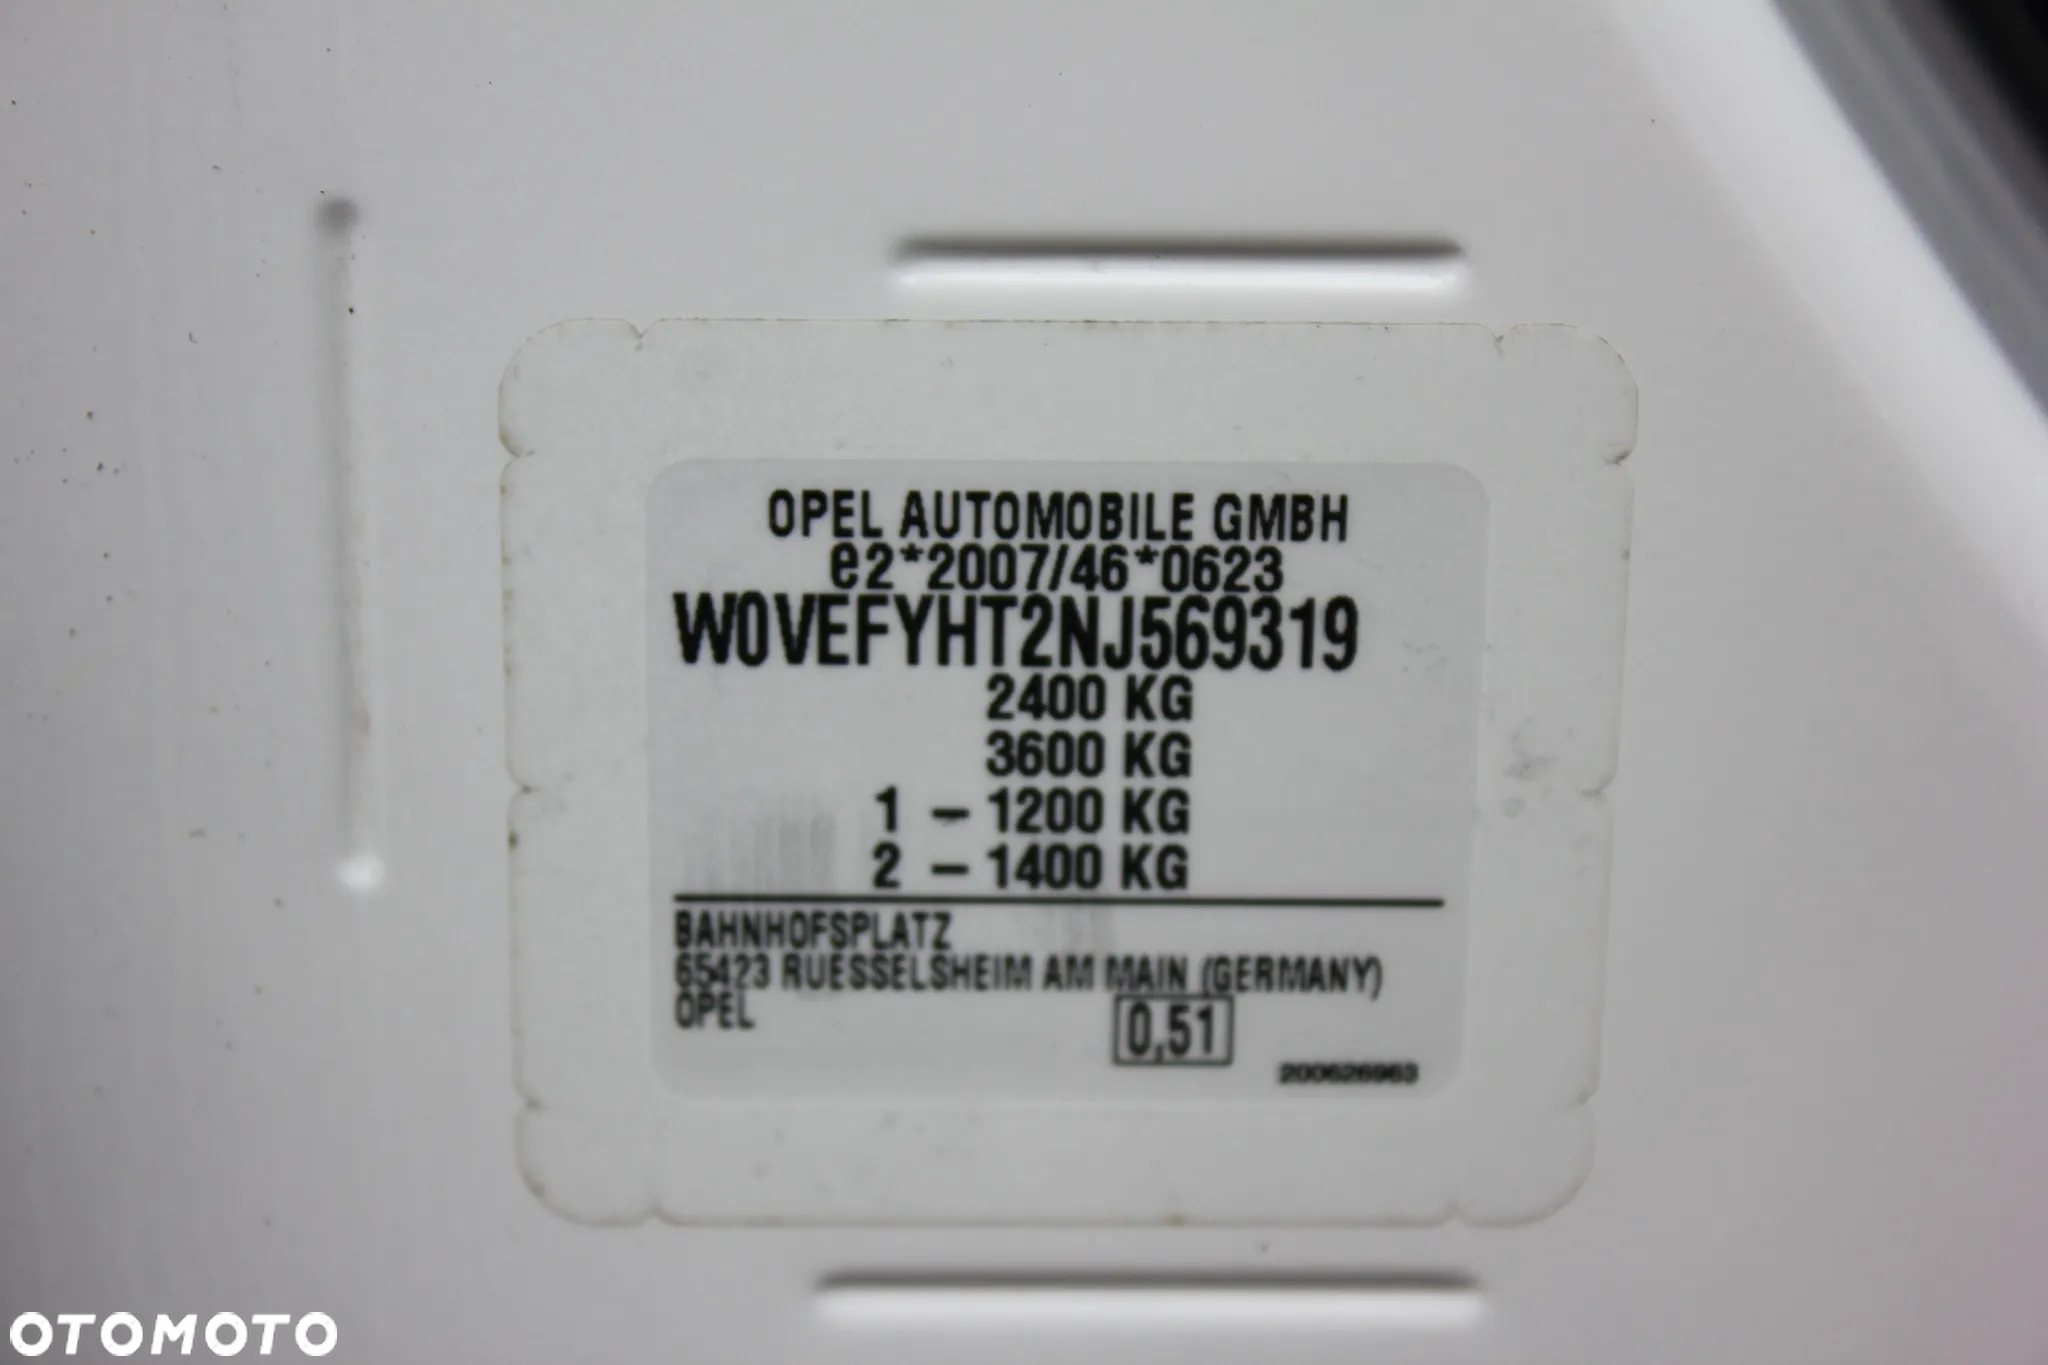 OPEL AUTOMOBILE GMBH
e2*2007/46*0623
W0VEFYHT2NJ569319
2400 KG
3600 KG
1 – 1200 KG
2 – 1400 KG
BAHNHOFSPLATZ
65423 RUESSELSHEIM AM MAIN (GERMANY)
OPEL
0,51
200626963
OTOMOTO